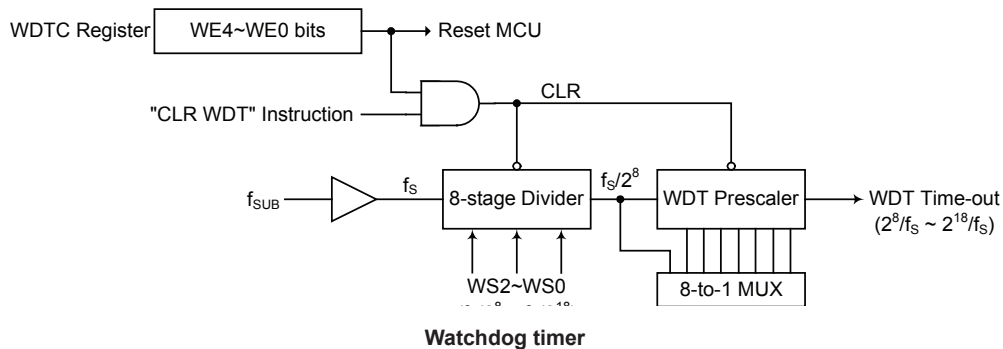 WDTC Register
WE4~WE0 bits
Reset MCU
CLR
"CLR WDT" Instruction
fSUB
fS
8-stage Divider
fS/2^8
WDT Prescaler
WDT Time-out
(2^8/fS ~ 2^18/fS)
WS2~WS0
8-to-1 MUX
Watchdog timer